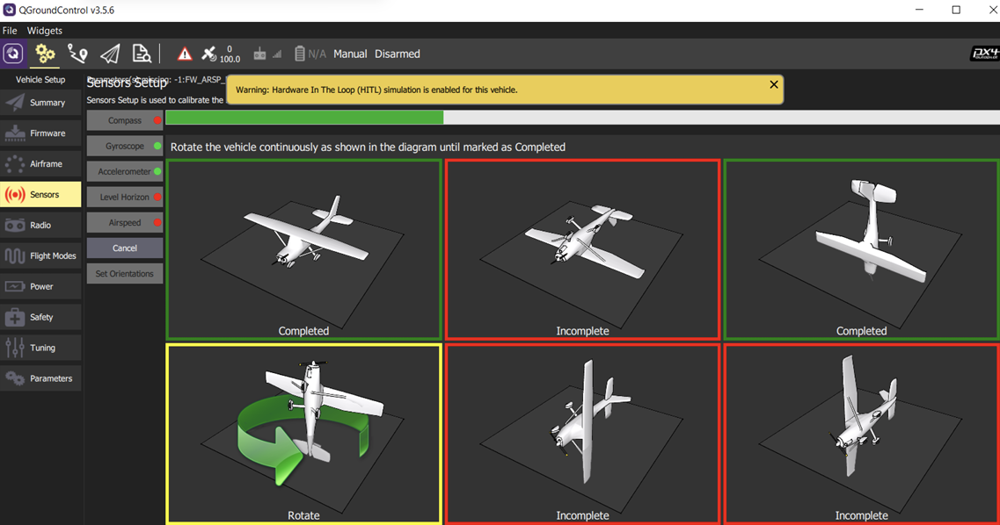 QGroundControl v3.5.6
File Widgets
0
100.0
N/A Manual Disarmed
px4
autopilot
Vehicle Setup
Parameter(s) missing: -1:FW_ARSP_
Sensors Setup
Warning: Hardware In The Loop (HITL) simulation is enabled for this vehicle.
Sensors Setup is used to calibrate the
Summary
Firmware
Airframe
Sensors
Radio
Flight Modes
Power
Safety
Tuning
Parameters
Compass
Gyroscope
Accelerometer
Level Horizon
Airspeed
Cancel
Set Orientations
Rotate the vehicle continuously as shown in the diagram until marked as Completed
Completed
Incomplete
Completed
Rotate
Incomplete
Incomplete